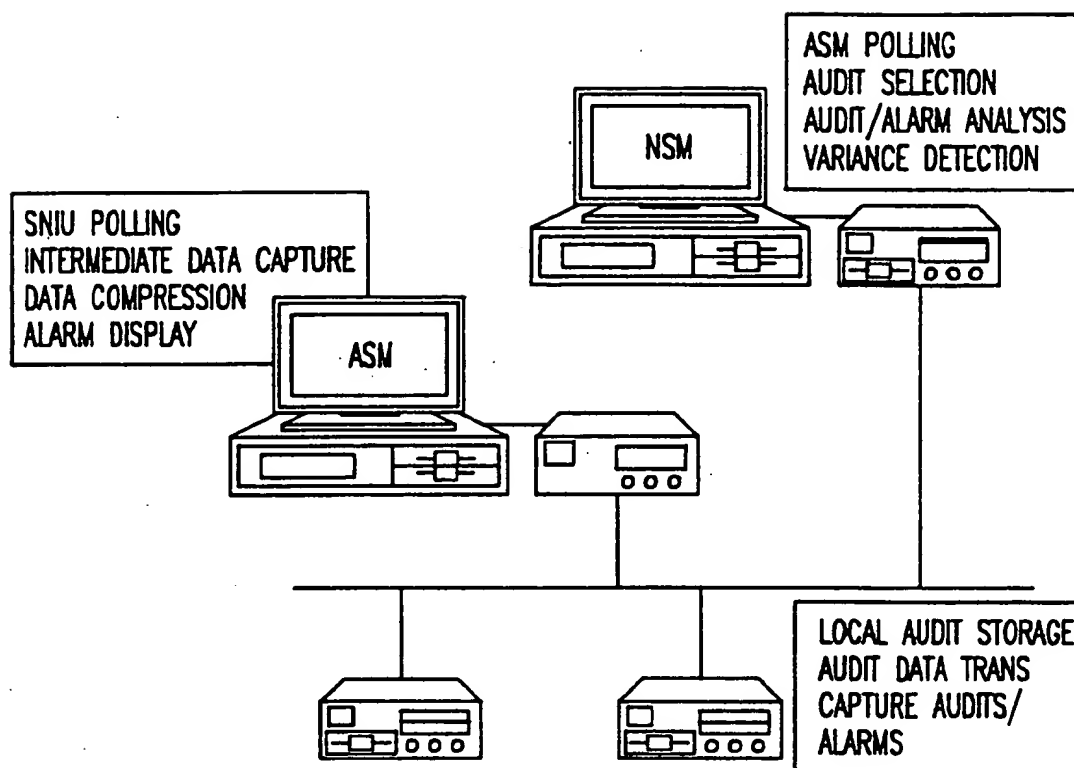 ASM POLLING
AUDIT SELECTION
AUDIT/ALARM ANALYSIS
VARIANCE DETECTION
NSM
SNIU POLLING
INTERMEDIATE DATA CAPTURE
DATA COMPRESSION
ALARM DISPLAY
ASM
LOCAL AUDIT STORAGE
AUDIT DATA TRANS
CAPTURE AUDITS/
ALARMS